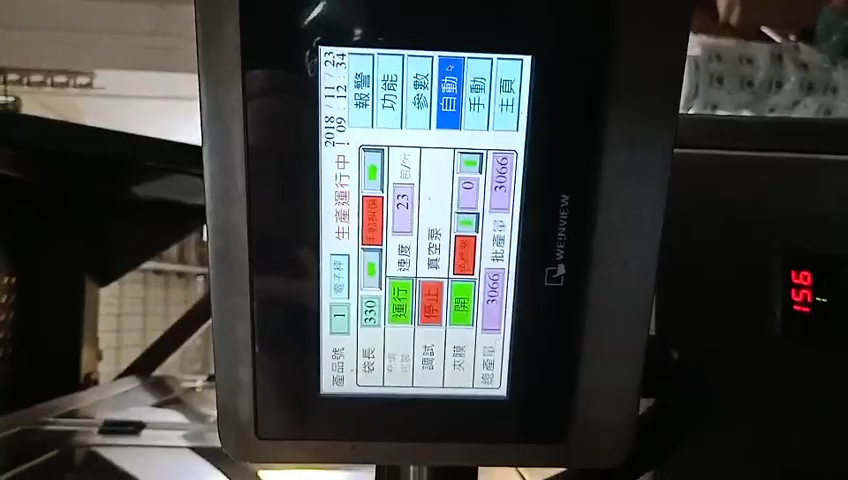 2018 / 11 / 23
生產運行中! 09 : 12 : 34
產品號 1 電子秤
報警
袋長 330
功能
運行 速度 23 包/分
參數
調試 停止 真空泵
自動
夾膜 開 0
手動
總產量 3066 批產量 3066
主頁
WEINVIEW
156